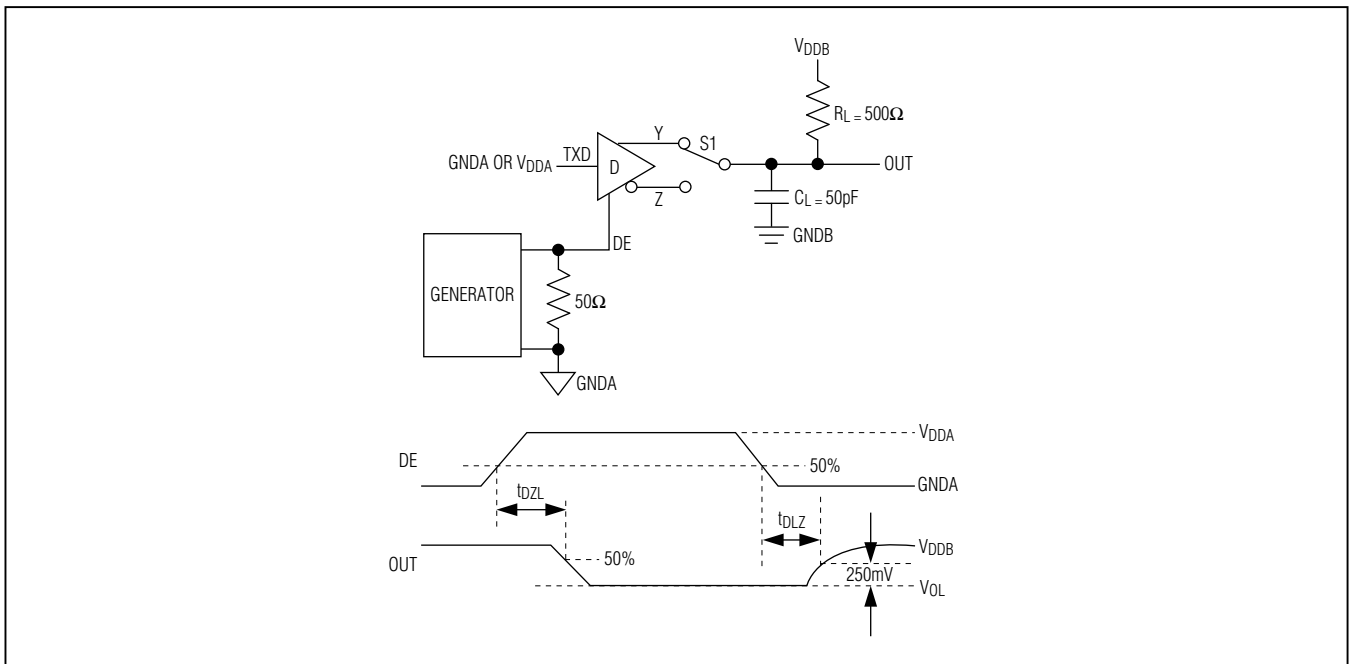 VDDB
RL = 500Ω
Y
S1
GNDA OR VDDA
TXD
D
OUT
Z
CL = 50pF
GNDB
DE
GENERATOR
50Ω
GNDA
VDDA
DE
50%
GNDA
tDZL
tDLZ
VDDB
OUT
50%
250mV
VOL